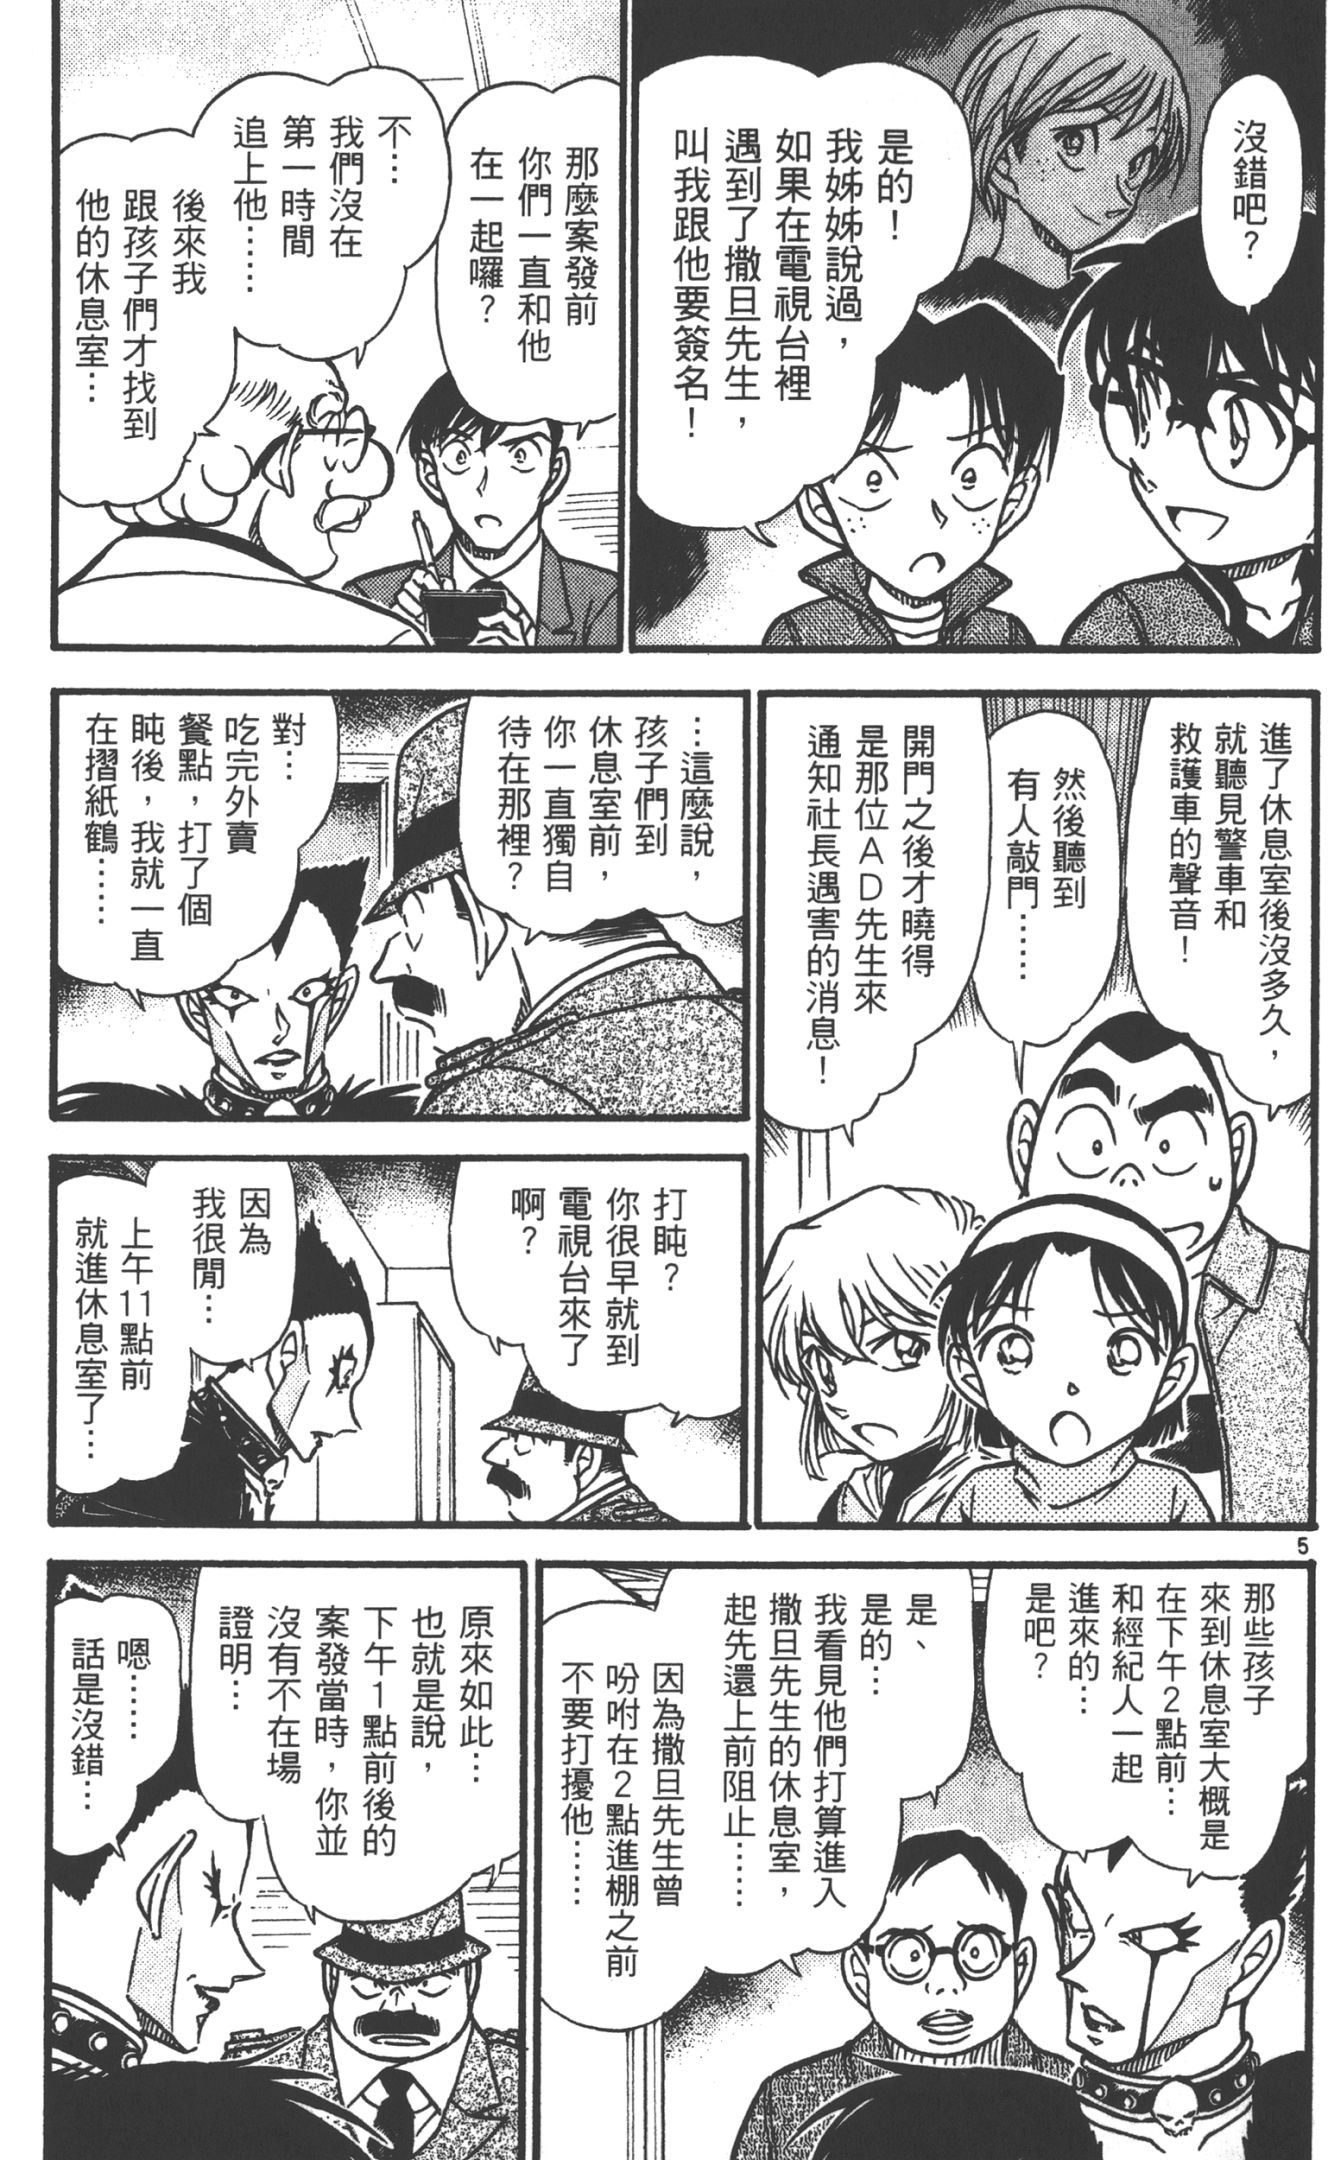 沒錯吧？
是的！
我姊姊說過，
如果在電視台裡
遇到了撒旦先生，
叫我跟他要簽名！
那麼案發前
你們一直和他
在一起囉？
不…
我們沒在
第一時間
追上他……
後來我
跟孩子們才找到
他的休息室…
進了休息室後沒多久，
就聽見警車和
救護車的聲音！
然後聽到
有人敲門……
開門之後才曉得
是那位ＡＤ先生來
通知社長遇害的消息！
…這麼說，
孩子們到
休息室前，
你一直獨自
待在那裡？
對…
吃完外賣
餐點，打了個
盹後，我就一直
在摺紙鶴……
打盹？
你很早就到
電視台來了
啊？
因為
我很閒…
上午11點前
就進休息室了…
5
那些孩子
來到休息室大概是
在下午2點前…
和經紀人一起
進來的…
是吧？
是、
是的…
我看見他們打算進入
撒旦先生的休息室，
起先還上前阻止……
因為撒旦先生曾
吩咐在2點進棚之前
不要打擾他……
原來如此…
也就是說，
下午1點前後的
案發當時，你並
沒有不在場
證明…
嗯……
話是沒錯…